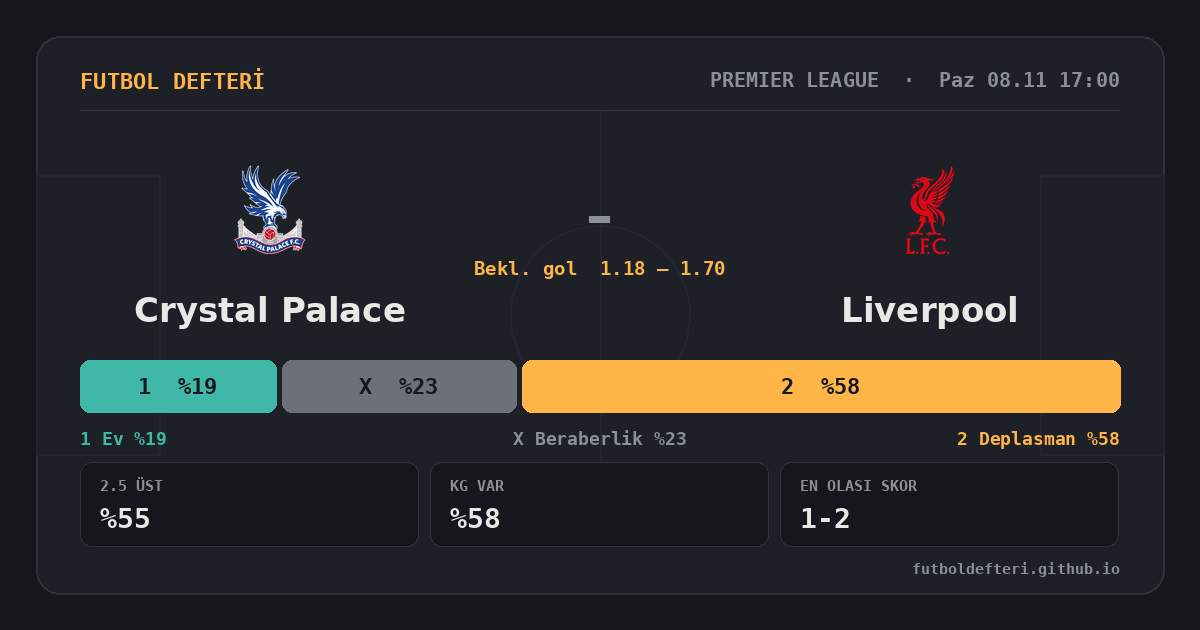 FUTBOL DEFTERİ
PREMIER LEAGUE · Paz 08.11 17:00
CRYSTAL PALACE F.C.
L.F.C.
–
Bekl. gol 1.18 – 1.70
Crystal Palace
Liverpool
1 %19
X %23
2 %58
1 Ev %19
X Beraberlik %23
2 Deplasman %58
2.5 ÜST
%55
KG VAR
%58
EN OLASI SKOR
1-2
futboldefteri.github.io